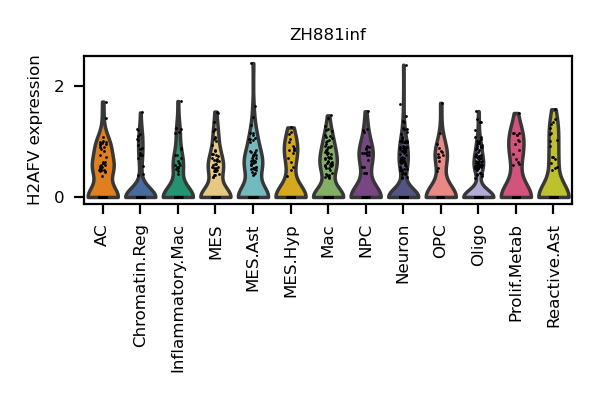 ZH881inf
H2AFV expression
2
0
AC
Chromatin.Reg
Inflammatory.Mac
MES
MES.Ast
MES.Hyp
Mac
NPC
Neuron
OPC
Oligo
Prolif.Metab
Reactive.Ast